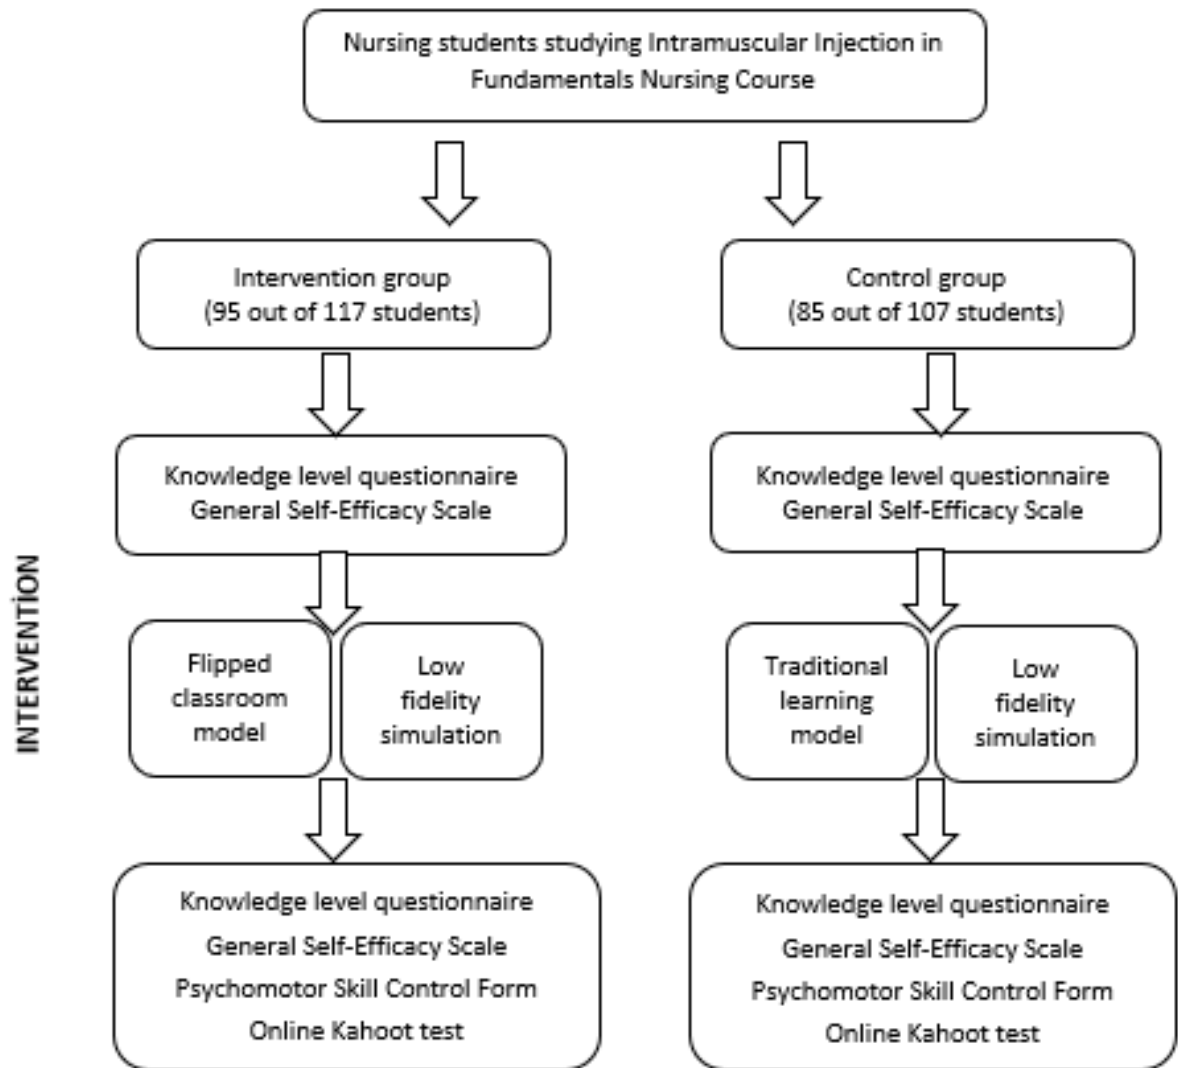 Nursing students studying Intramuscular Injection in
Fundamentals Nursing Course
Intervention group
(95 out of 117 students)
Control group
(85 out of 107 students)
Knowledge level questionnaire
General Self-Efficacy Scale
Knowledge level questionnaire
General Self-Efficacy Scale
INTERVENTİON
Flipped
classroom
model
Low
fidelity
simulation
Traditional
learning
model
Low
fidelity
simulation
Knowledge level questionnaire
General Self-Efficacy Scale
Psychomotor Skill Control Form
Online Kahoot test
Knowledge level questionnaire
General Self-Efficacy Scale
Psychomotor Skill Control Form
Online Kahoot test